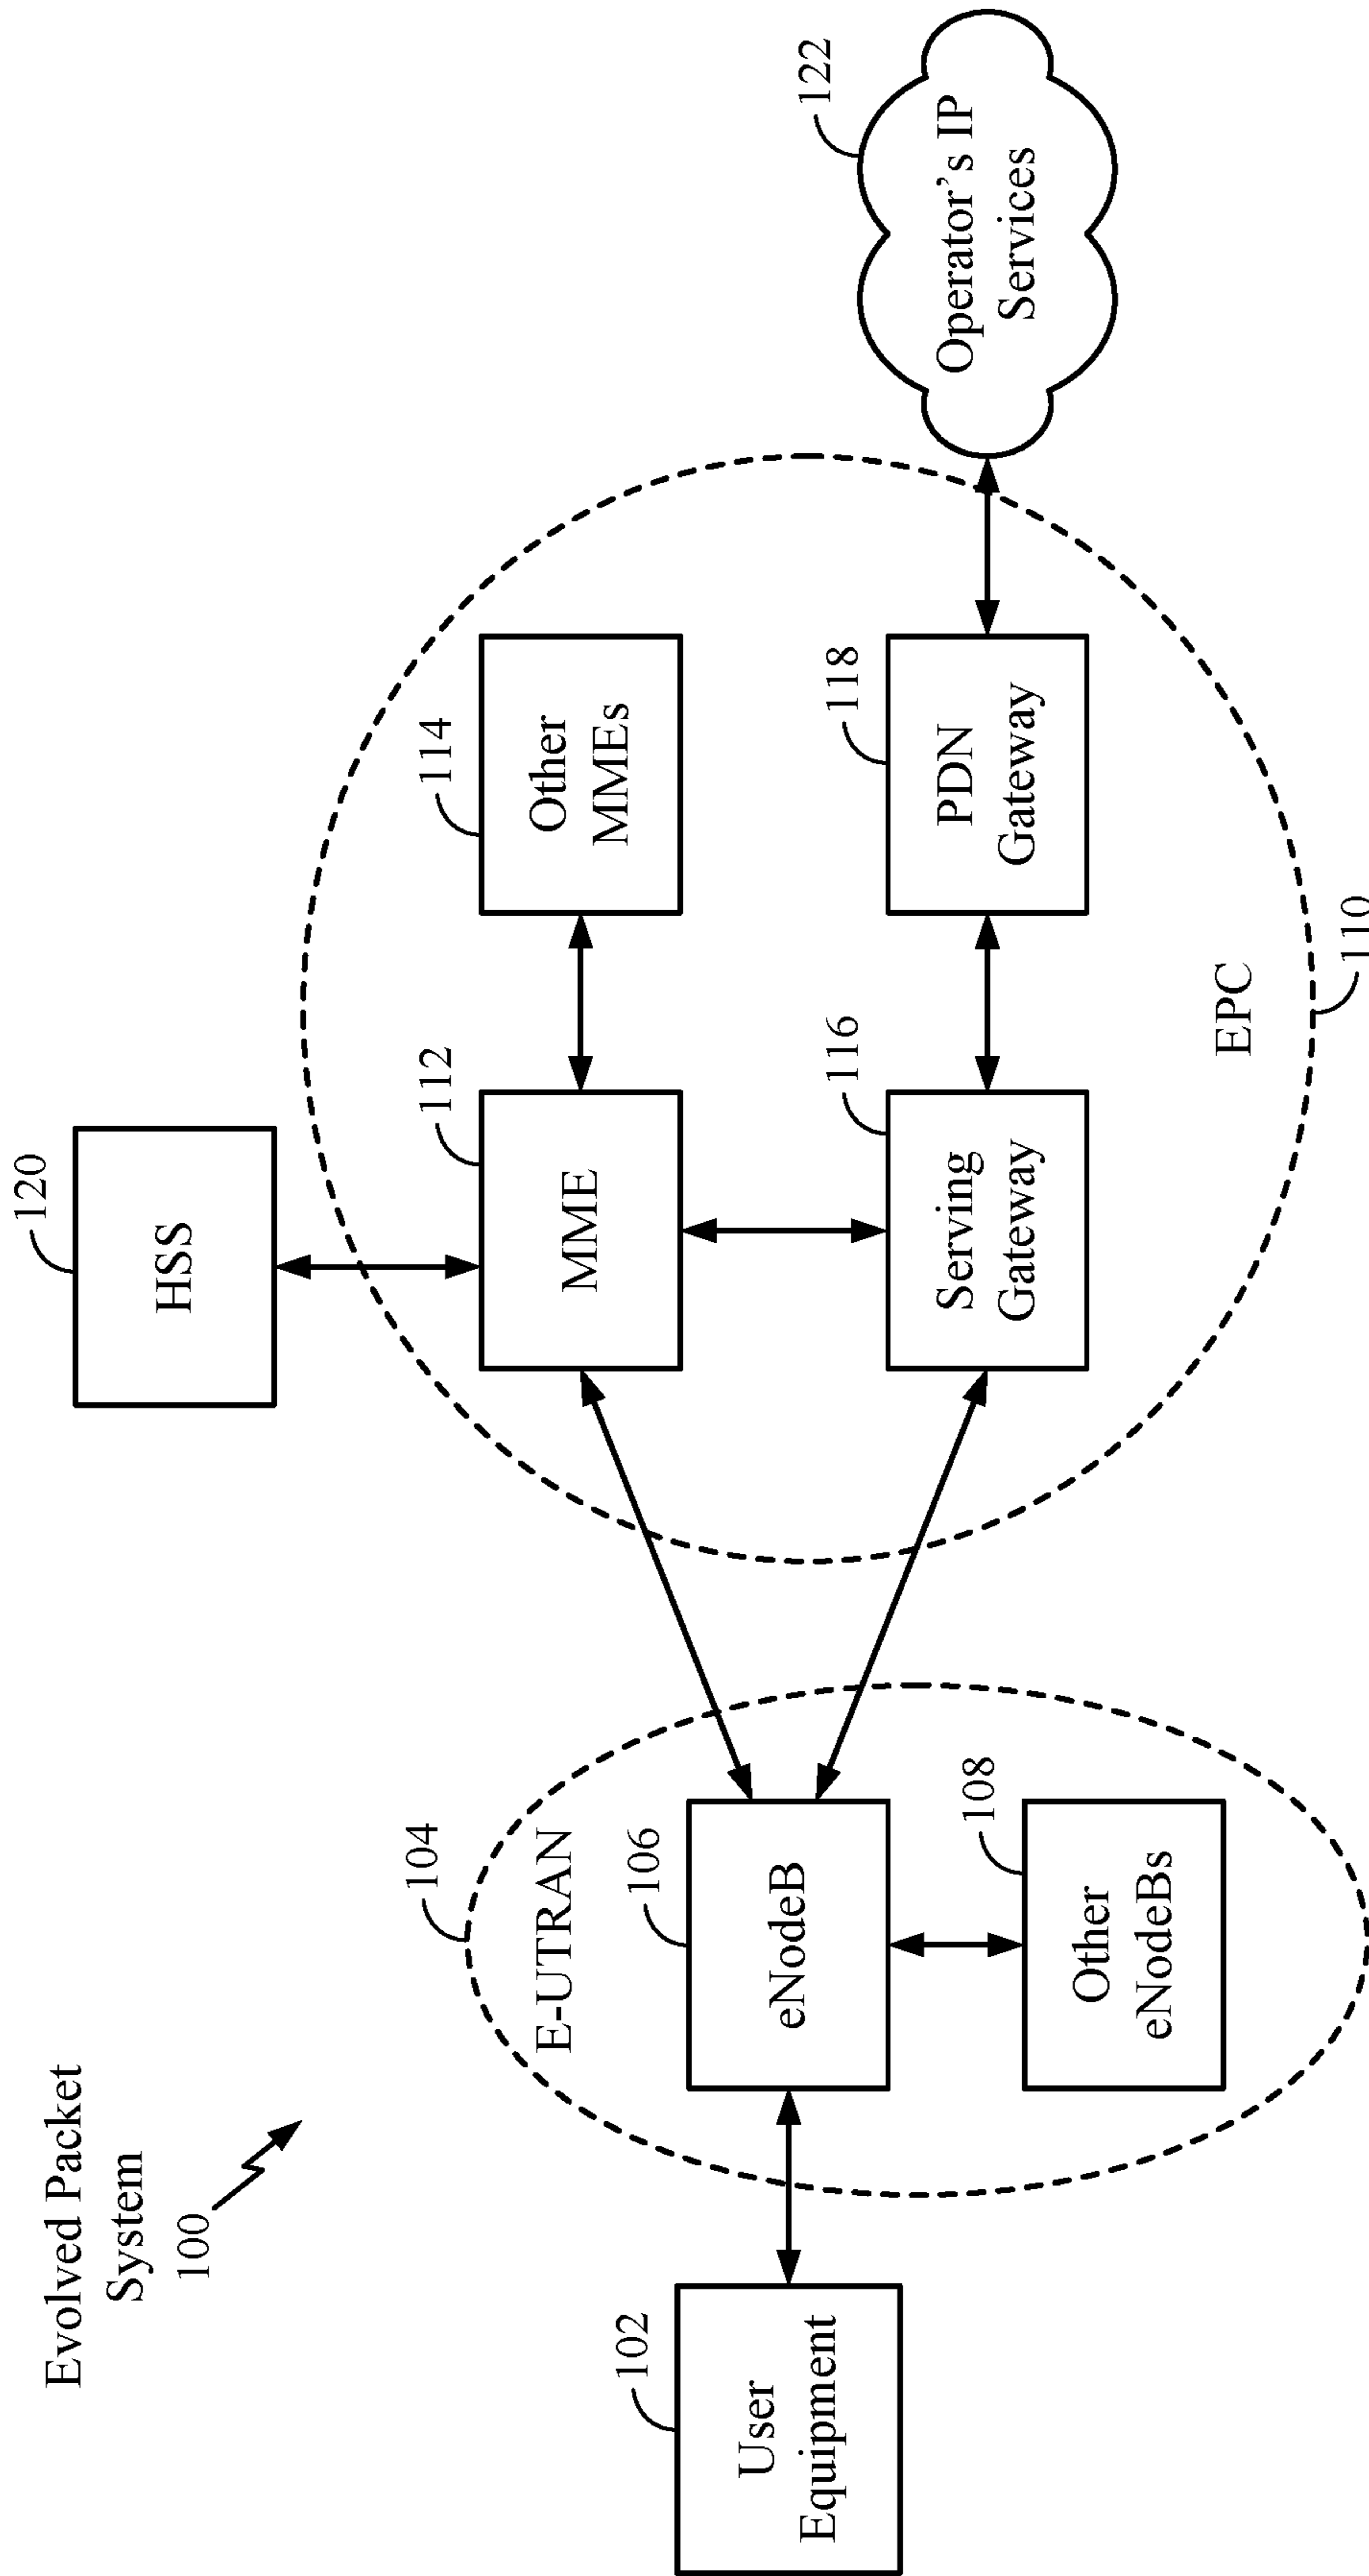 Evolved Packet
System
100
102
User
Equipment
104
E-UTRAN
106
eNodeB
108
Other
eNodeBs
120
HSS
112
MME
114
Other
MMEs
116
Serving
Gateway
118
PDN
Gateway
EPC
110
122
Operator's IP
Services